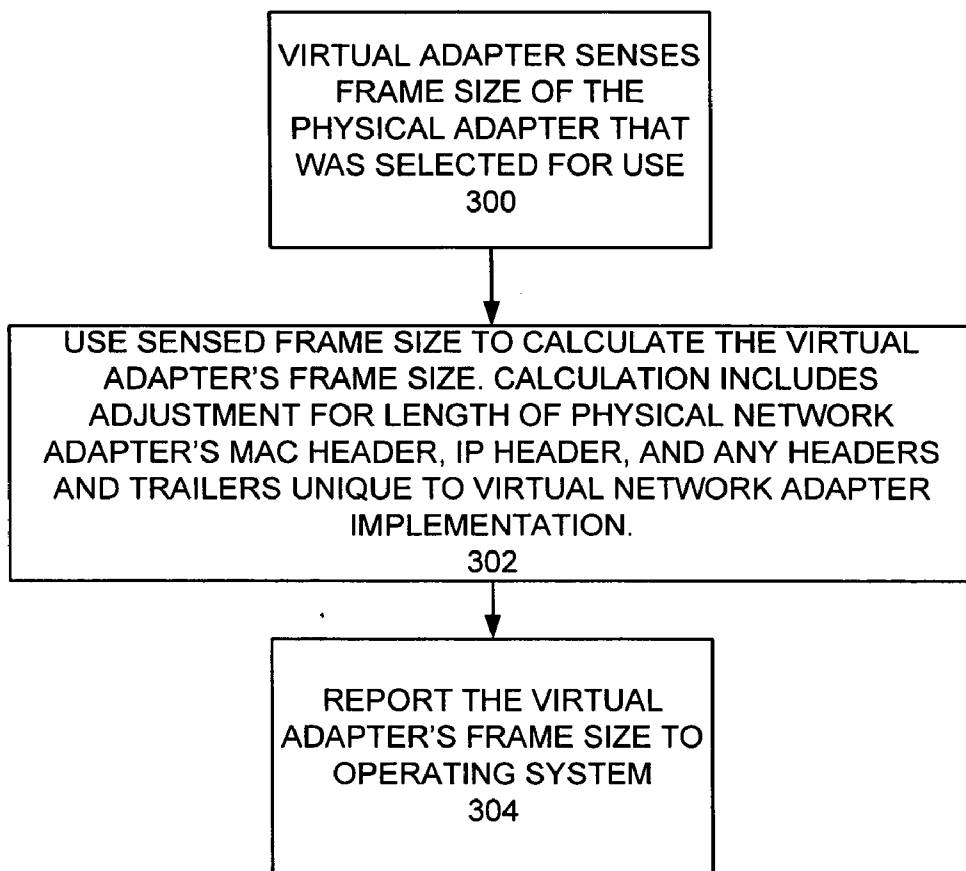 VIRTUAL ADAPTER SENSES
FRAME SIZE OF THE
PHYSICAL ADAPTER THAT
WAS SELECTED FOR USE
300
USE SENSED FRAME SIZE TO CALCULATE THE VIRTUAL
ADAPTER'S FRAME SIZE. CALCULATION INCLUDES
ADJUSTMENT FOR LENGTH OF PHYSICAL NETWORK
ADAPTER'S MAC HEADER, IP HEADER, AND ANY HEADERS
AND TRAILERS UNIQUE TO VIRTUAL NETWORK ADAPTER
IMPLEMENTATION.
302
REPORT THE VIRTUAL
ADAPTER'S FRAME SIZE TO
OPERATING SYSTEM
304